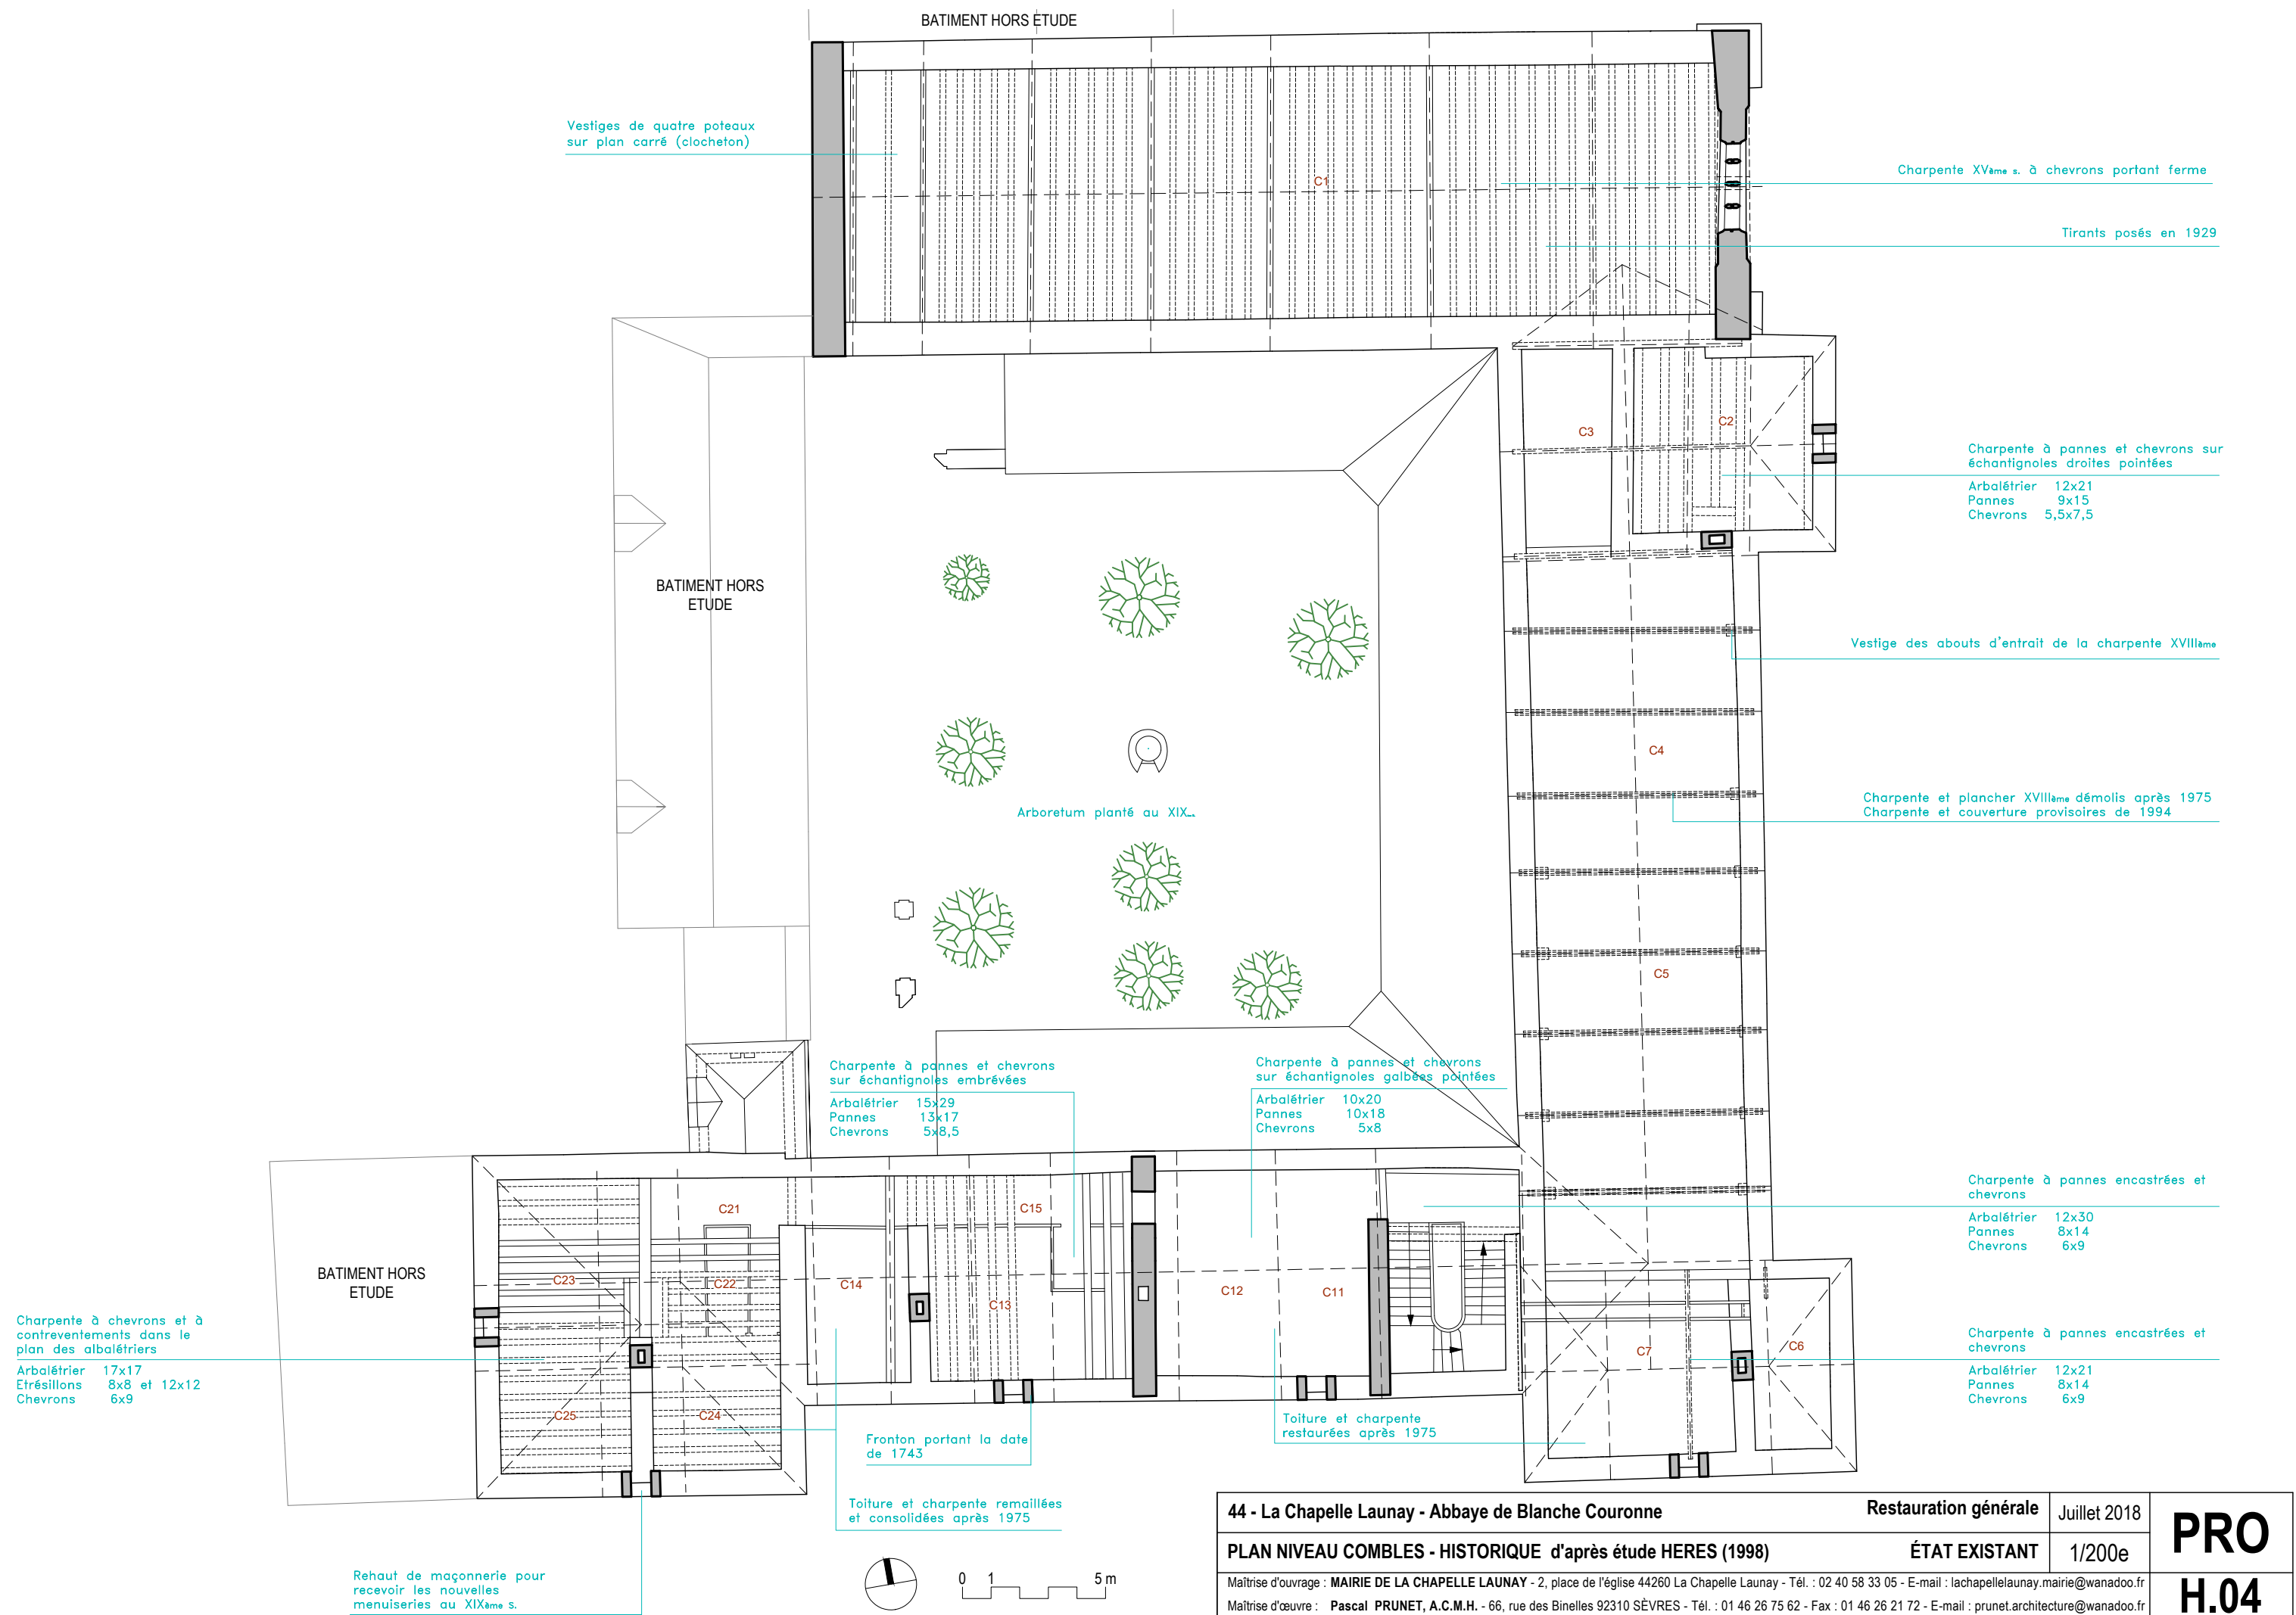 BATIMENT HORS ETUDE
Vestiges de quatre poteaux
sur plan carré (clocheton)
C1
Charpente XVème s. à chevrons portant ferme
Tirants posés en 1929
C3
C2
Charpente à pannes et chevrons sur
échantignoles droites pointées
Arbalétrier 12x21
Pannes 9x15
Chevrons 5,5x7,5
BATIMENT HORS
ETUDE
Vestige des abouts d'entrait de la charpente XVIIIème
C4
Charpente et plancher XVIIIème démolis après 1975
Charpente et couverture provisoires de 1994
Arboretum planté au XIX
C5
Charpente à pannes et chevrons
sur échantignoles embrévées
Arbalétrier 15x29
Pannes 13x17
Chevrons 5x8,5
Charpente à pannes et chevrons
sur échantignoles galbées pointées
Arbalétrier 10x20
Pannes 10x18
Chevrons 5x8
Charpente à pannes encastrées et
chevrons
Arbalétrier 12x30
Pannes 8x14
Chevrons 6x9
C21
C15
BATIMENT HORS
ETUDE
C23
C22
C14
C13
C12
C11
C7
C6
Charpente à chevrons et à
contreventements dans le
plan des albalétriers
Arbalétrier 17x17
Etrésillons 8x8 et 12x12
Chevrons 6x9
Charpente à pannes encastrées et
chevrons
Arbalétrier 12x21
Pannes 8x14
Chevrons 6x9
C25
C24
Fronton portant la date
de 1743
Toiture et charpente
restaurées après 1975
Toiture et charpente remaillées
et consolidées après 1975
Rehaut de maçonnerie pour
recevoir les nouvelles
menuiseries au XIXème s.
0 1 5 m
44 - La Chapelle Launay - Abbaye de Blanche Couronne Restauration générale Juillet 2018
PRO
PLAN NIVEAU COMBLES - HISTORIQUE d'après étude HERES (1998) ÉTAT EXISTANT 1/200e
Maîtrise d'ouvrage : MAIRIE DE LA CHAPELLE LAUNAY - 2, place de l'église 44260 La Chapelle Launay - Tél. : 02 40 58 33 05 - E-mail : lachapellelaunay.mairie@wanadoo.fr
Maîtrise d'œuvre : Pascal PRUNET, A.C.M.H. - 66, rue des Binelles 92310 SÈVRES - Tél. : 01 46 26 75 62 - Fax : 01 46 26 21 72 - E-mail : prunet.architecture@wanadoo.fr
H.04